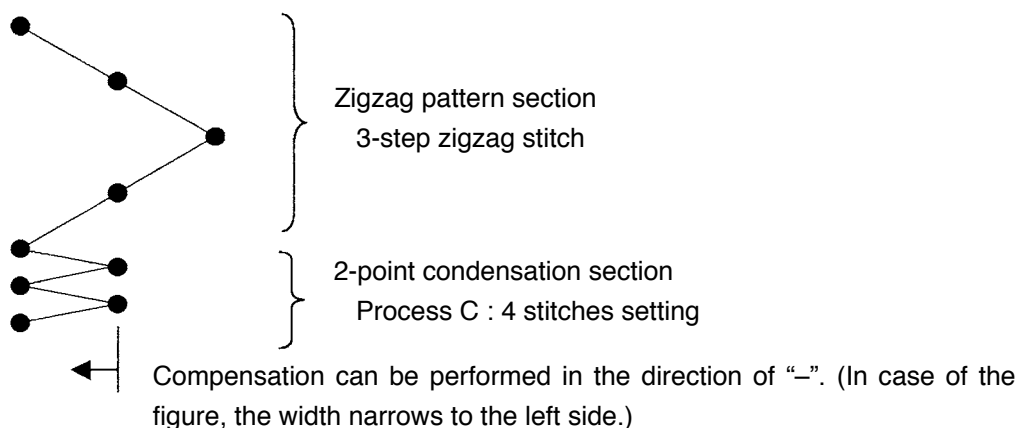 Zigzag pattern section
3-step zigzag stitch
2-point condensation section
Process C : 4 stitches setting
Compensation can be performed in the direction of “–”. (In case of the
figure, the width narrows to the left side.)